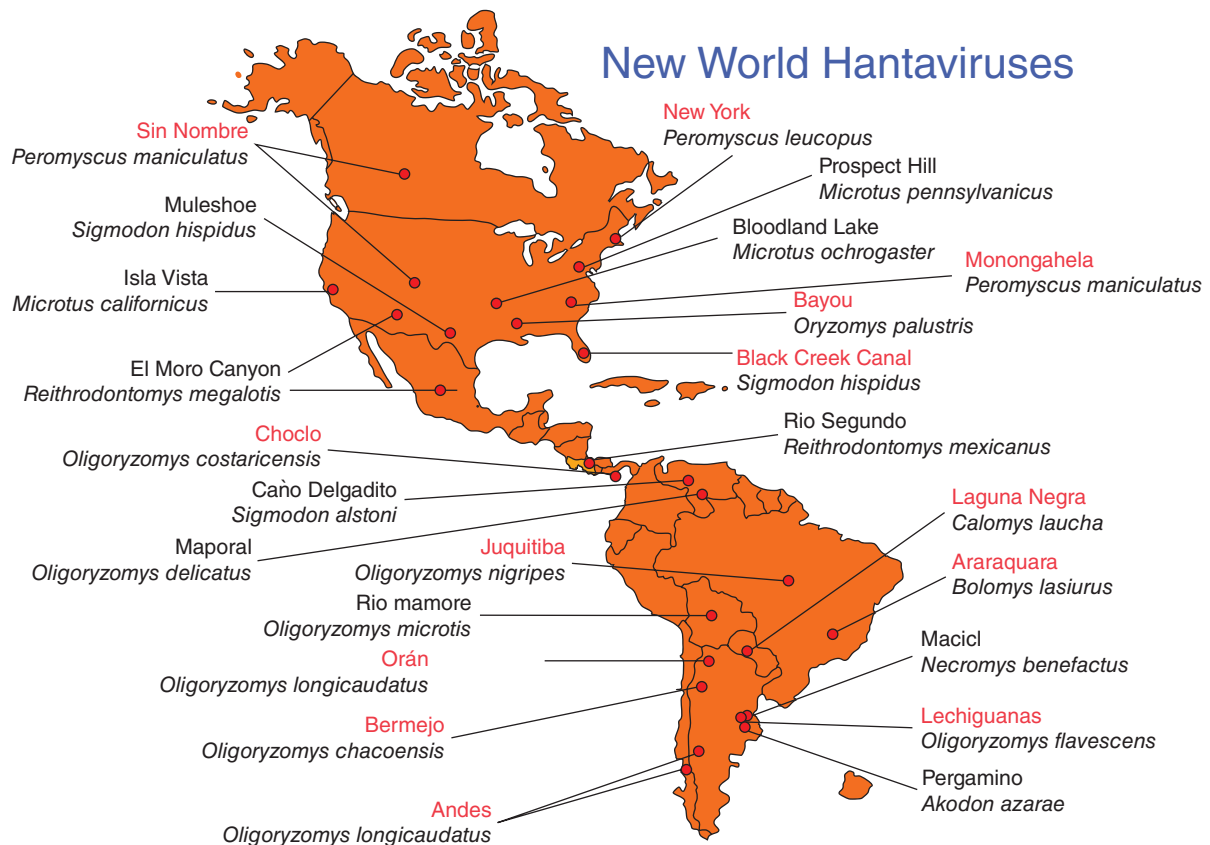 New World Hantaviruses
Sin Nombre
Peromyscus maniculatus
Muleshoe
Sigmodon hispidus
Isla Vista
Microtus californicus
El Moro Canyon
Reithrodontomys megalotis
Choclo
Oligoryzomys costaricensis
Caǹo Delgadito
Sigmodon alstoni
Maporal
Oligoryzomys delicatus
Juquitiba
Oligoryzomys nigripes
Rio mamore
Oligoryzomys microtis
Orán
Oligoryzomys longicaudatus
Bermejo
Oligoryzomys chacoensis
Andes
Oligoryzomys longicaudatus
New York
Peromyscus leucopus
Prospect Hill
Microtus pennsylvanicus
Bloodland Lake
Microtus ochrogaster
Monongahela
Peromyscus maniculatus
Bayou
Oryzomys palustris
Black Creek Canal
Sigmodon hispidus
Rio Segundo
Reithrodontomys mexicanus
Laguna Negra
Calomys laucha
Araraquara
Bolomys lasiurus
Macicl
Necromys benefactus
Lechiguanas
Oligoryzomys flavescens
Pergamino
Akodon azarae